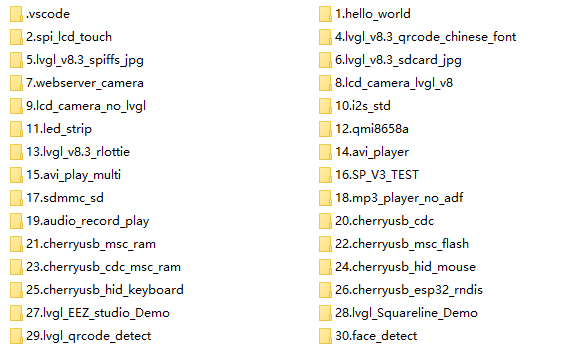 .vscode
1.hello_world
2.spi_lcd_touch
4.lvgl_v8.3_qrcode_chinese_font
5.lvgl_v8.3_spiffs_jpg
6.lvgl_v8.3_sdcard_jpg
7.webserver_camera
8.lcd_camera_lvgl_v8
9.lcd_camera_no_lvgl
10.i2s_std
11.led_strip
12.qmi8658a
13.lvgl_v8.3_rlottie
14.avi_player
15.avi_play_multi
16.SP_V3_TEST
17.sdmmc_sd
18.mp3_player_no_adf
19.audio_record_play
20.cherryusb_cdc
21.cherryusb_msc_ram
22.cherryusb_msc_flash
23.cherryusb_cdc_msc_ram
24.cherryusb_hid_mouse
25.cherryusb_hid_keyboard
26.cherryusb_esp32_rndis
27.lvgl_EEZ_studio_Demo
28.lvgl_Squareline_Demo
29.lvgl_qrcode_detect
30.face_detect